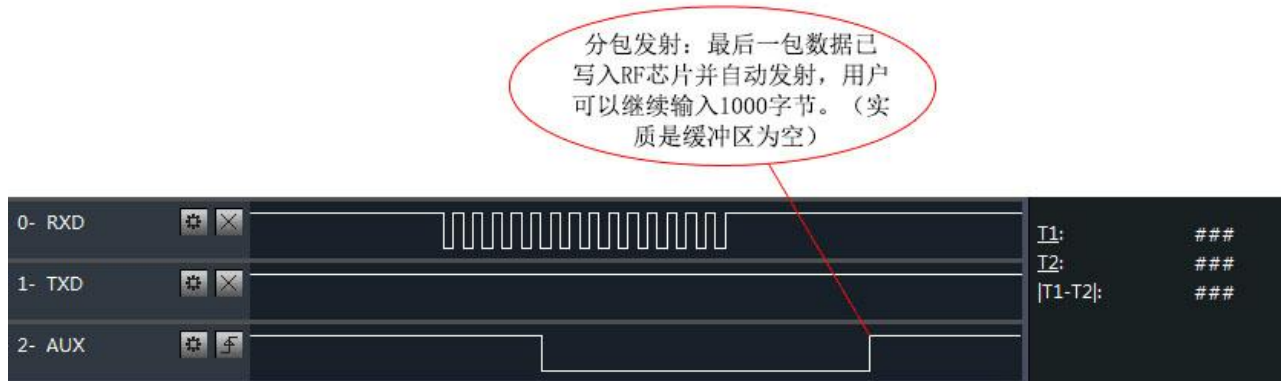 分包发射：最后一包数据已
写入RF芯片并自动发射，用户
可以继续输入1000字节。（实
质是缓冲区为空）
0- RXD
1- TXD
2- AUX
T1: ###
T2: ###
|T1-T2|: ###